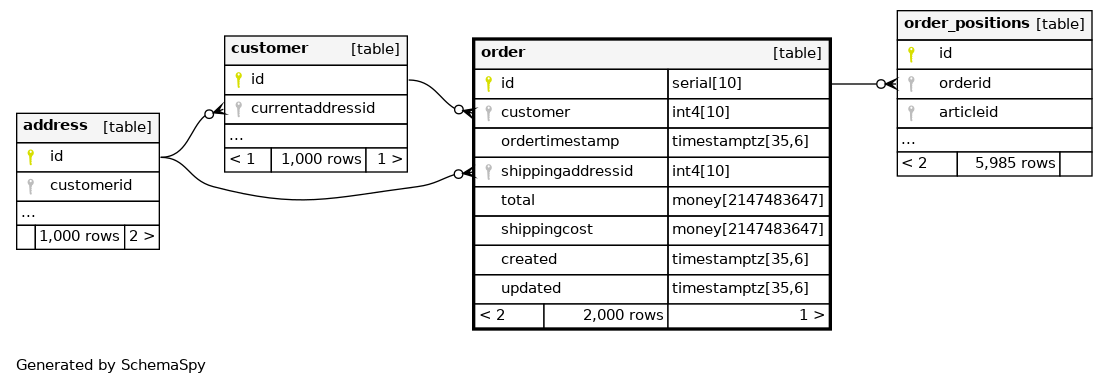 address [table]
id
customerid
...
1,000 rows 2 >
customer [table]
id
currentaddressid
...
< 1 1,000 rows 1 >
order [table]
id serial[10]
customer int4[10]
ordertimestamp timestamptz[35,6]
shippingaddressid int4[10]
total money[2147483647]
shippingcost money[2147483647]
created timestamptz[35,6]
updated timestamptz[35,6]
< 2 2,000 rows 1 >
order_positions [table]
id
orderid
articleid
...
< 2 5,985 rows
Generated by SchemaSpy